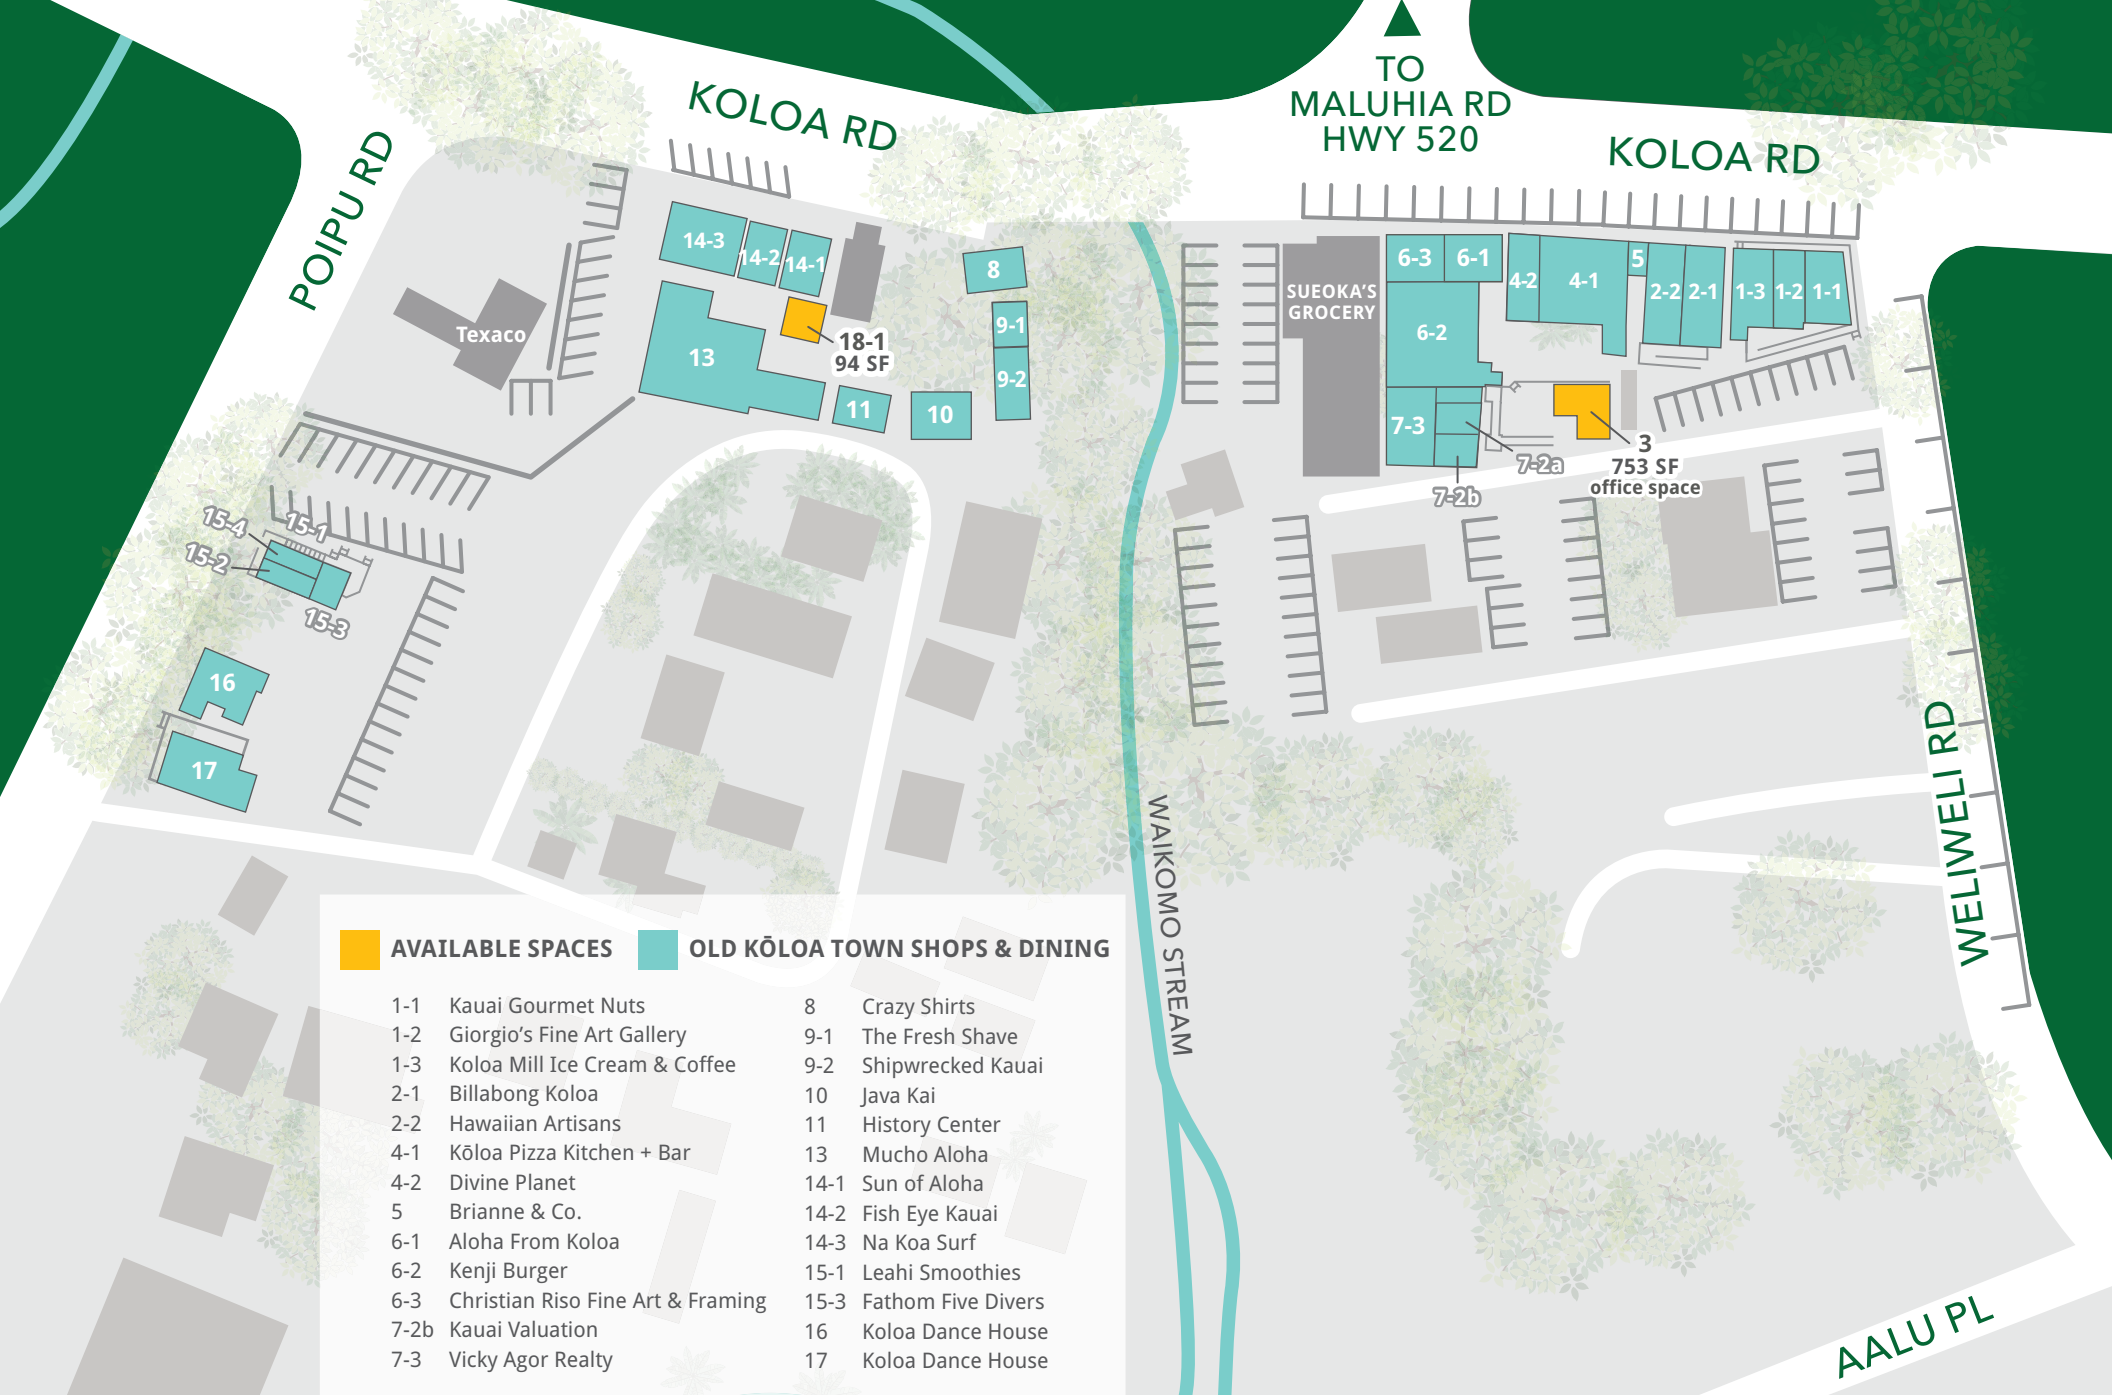 TO
MALUHIA RD
HWY 520
KOLOA RD
KOLOA RD
POIPU RD
14-3
14-2
14-1
8
9-1
9-2
Texaco
13
18-1
94 SF
11
10
SUEOKA'S
GROCERY
6-3
6-1
6-2
4-2
4-1
5
2-2
2-1
1-3
1-2
1-1
7-3
7-2a
7-2b
3
753 SF
office space
15-4
15-1
15-2
15-3
16
17
WAIKOMO STREAM
WELIWELI RD
AALU PL
AVAILABLE SPACES
OLD KŌLOA TOWN SHOPS & DINING
1-1 Kauai Gourmet Nuts
1-2 Giorgio's Fine Art Gallery
1-3 Koloa Mill Ice Cream & Coffee
2-1 Billabong Koloa
2-2 Hawaiian Artisans
4-1 Kōloa Pizza Kitchen + Bar
4-2 Divine Planet
5 Brianne & Co.
6-1 Aloha From Koloa
6-2 Kenji Burger
6-3 Christian Riso Fine Art & Framing
7-2b Kauai Valuation
7-3 Vicky Agor Realty
8 Crazy Shirts
9-1 The Fresh Shave
9-2 Shipwrecked Kauai
10 Java Kai
11 History Center
13 Mucho Aloha
14-1 Sun of Aloha
14-2 Fish Eye Kauai
14-3 Na Koa Surf
15-1 Leahi Smoothies
15-3 Fathom Five Divers
16 Koloa Dance House
17 Koloa Dance House